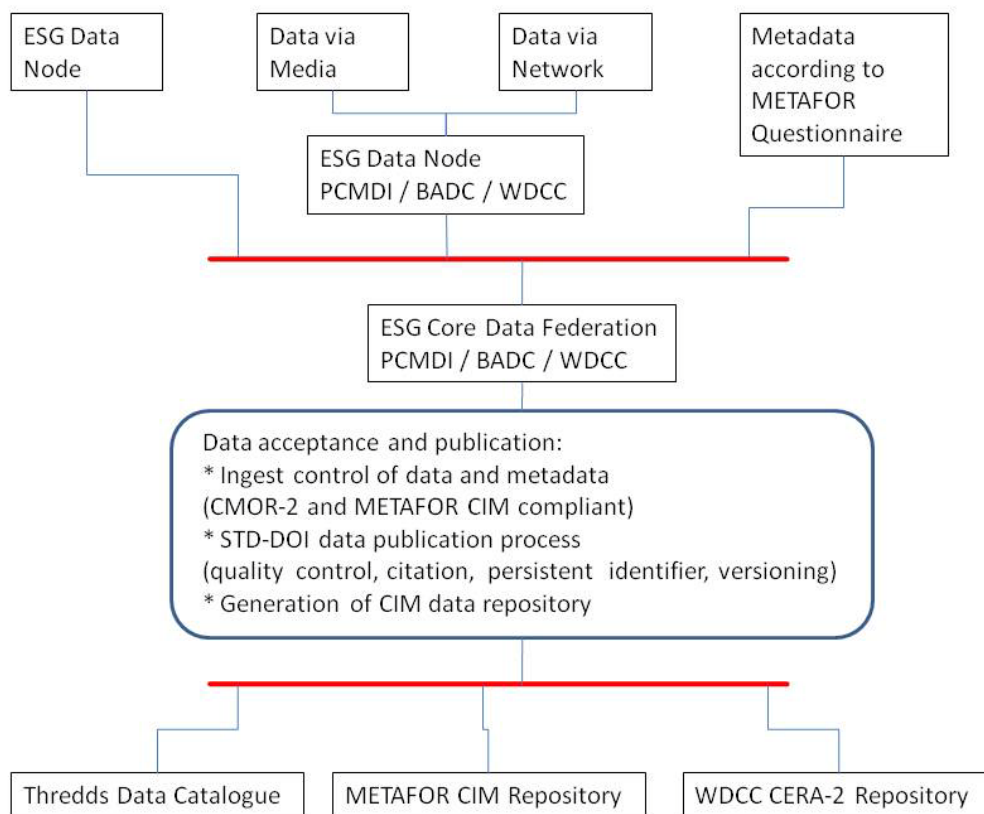 ESG Data
Node
Data via
Media
Data via
Network
Metadata
according to
METAFOR
Questionnaire
ESG Data Node
PCMDI / BADC / WDCC
ESG Core Data Federation
PCMDI / BADC / WDCC
Data acceptance and publication:
* Ingest control of data and metadata
(CMOR-2 and METAFOR CIM compliant)
* STD-DOI data publication process
(quality control, citation, persistent identifier, versioning)
* Generation of CIM data repository
Thredds Data Catalogue
METAFOR CIM Repository
WDCC CERA-2 Repository